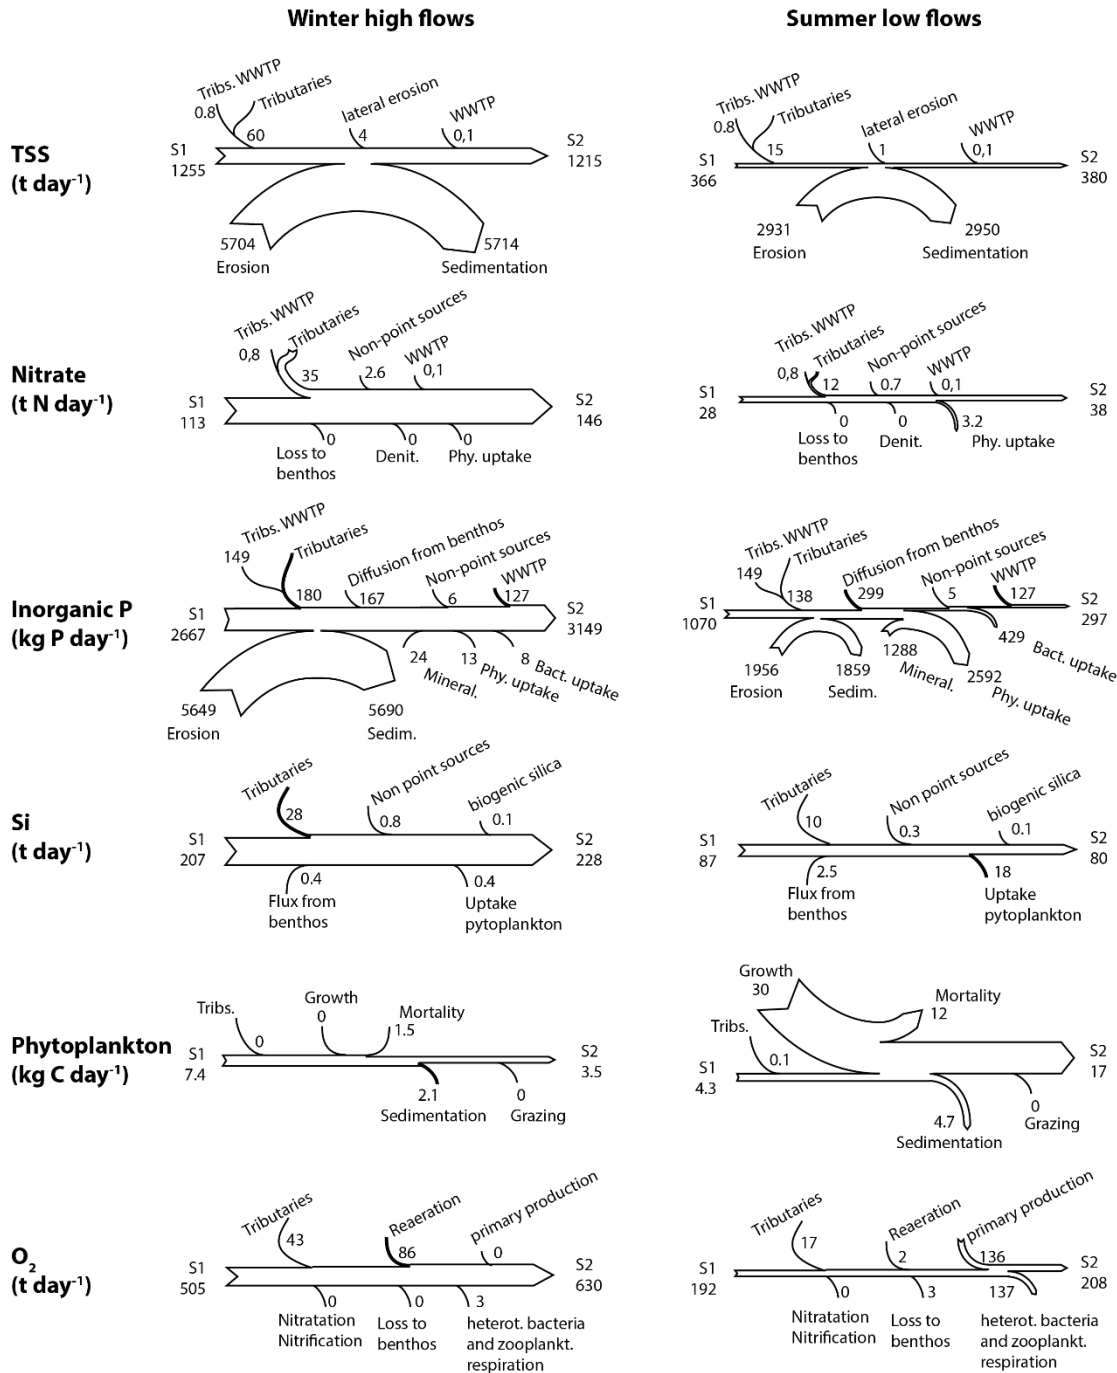 Winter high flows
Summer low flows
TSS
(t day⁻¹)
Tribs. WWTP
0.8
Tributaries
60
lateral erosion
4
WWTP
0,1
S1
1255
S2
1215
5704
Erosion
5714
Sedimentation
Tribs. WWTP
0.8
Tributaries
15
lateral erosion
1
WWTP
0,1
S1
366
S2
380
2931
Erosion
2950
Sedimentation
Nitrate
(t N day⁻¹)
Tribs. WWTP
0,8
Tributaries
35
Non-point sources
2.6
WWTP
0,1
S1
113
S2
146
0
Loss to
benthos
0
Denit.
0
Phy. uptake
Tribs. WWTP
0,8
Tributaries
12
Non-point sources
0.7
WWTP
0,1
S1
28
S2
38
0
Loss to
benthos
0
Denit.
3.2
Phy. uptake
Inorganic P
(kg P day⁻¹)
Tribs. WWTP
149
Tributaries
180
Diffusion from benthos
167
Non-point sources
6
WWTP
127
S1
2667
S2
3149
5649
Erosion
5690
Sedim.
24
Mineral.
13
Phy. uptake
8
Bact. uptake
Tribs. WWTP
149
Tributaries
138
Diffusion from benthos
299
Non-point sources
5
WWTP
127
S1
1070
S2
297
1956
Erosion
1859
Sedim.
1288
Mineral.
2592
Phy. uptake
429
Bact. uptake
Si
(t day⁻¹)
Tributaries
28
Non point sources
0.8
biogenic silica
0.1
S1
207
S2
228
0.4
Flux from
benthos
0.4
Uptake
pytoplankton
Tributaries
10
Non point sources
0.3
biogenic silica
0.1
S1
87
S2
80
2.5
Flux from
benthos
18
Uptake
pytoplankton
Phytoplankton
(kg C day⁻¹)
Tribs.
0
Growth
0
Mortality
1.5
S1
7.4
S2
3.5
2.1
Sedimentation
0
Grazing
Growth
30
Mortality
12
Tribs.
0.1
S1
4.3
S2
17
4.7
Sedimentation
0
Grazing
O₂
(t day⁻¹)
Tributaries
43
Reaeration
86
primary production
0
S1
505
S2
630
0
Nitratation
Nitrification
0
Loss to
benthos
3
heterot. bacteria
and zooplankt.
respiration
Tributaries
17
Reaeration
2
primary production
136
S1
192
S2
208
0
Nitratation
Nitrification
3
Loss to
benthos
137
heterot. bacteria
and zooplankt.
respiration